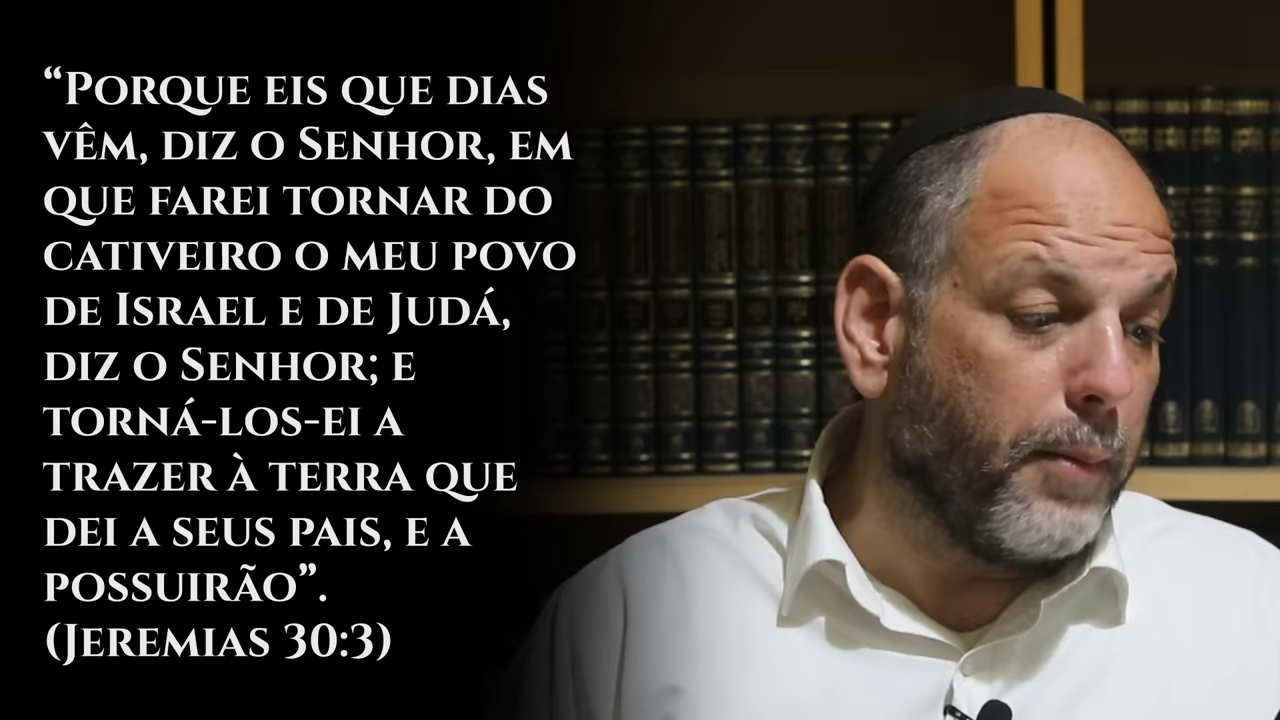 “Porque eis que dias
vêm, diz o Senhor, em
que farei tornar do
cativeiro o meu povo
de Israel e de Judá,
diz o Senhor; e
torná-los-ei a
trazer à terra que
dei a seus pais, e a
possuirão”.
(Jeremias 30:3)